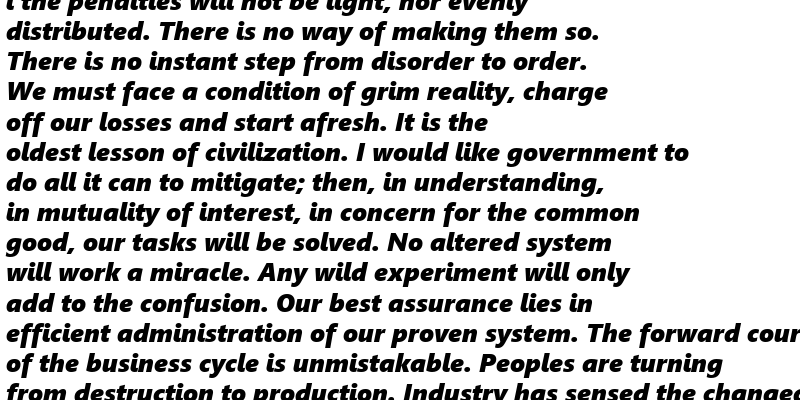 the penalties will not be light, nor evenly
distributed. There is no way of making them so.
There is no instant step from disorder to order.
We must face a condition of grim reality, charge
off our losses and start afresh. It is the
oldest lesson of civilization. I would like government to
do all it can to mitigate; then, in understanding,
in mutuality of interest, in concern for the common
good, our tasks will be solved. No altered system
will work a miracle. Any wild experiment will only
add to the confusion. Our best assurance lies in
efficient administration of our proven system. The forward
of the business cycle is unmistakable. Peoples are turning
from destruction to production. Industry has sensed the